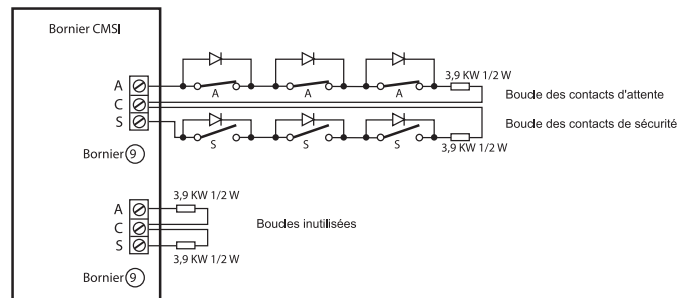 Bornier CMSI
A
C
S
Bornier 9
A
A
A
3,9 KW 1/2 W
Boucle des contacts d'attente
Boucle des contacts de sécurité
S
S
S
3,9 KW 1/2 W
A
C
S
Bornier 9
3,9 KW 1/2 W
Boucles inutilisées
3,9 KW 1/2 W